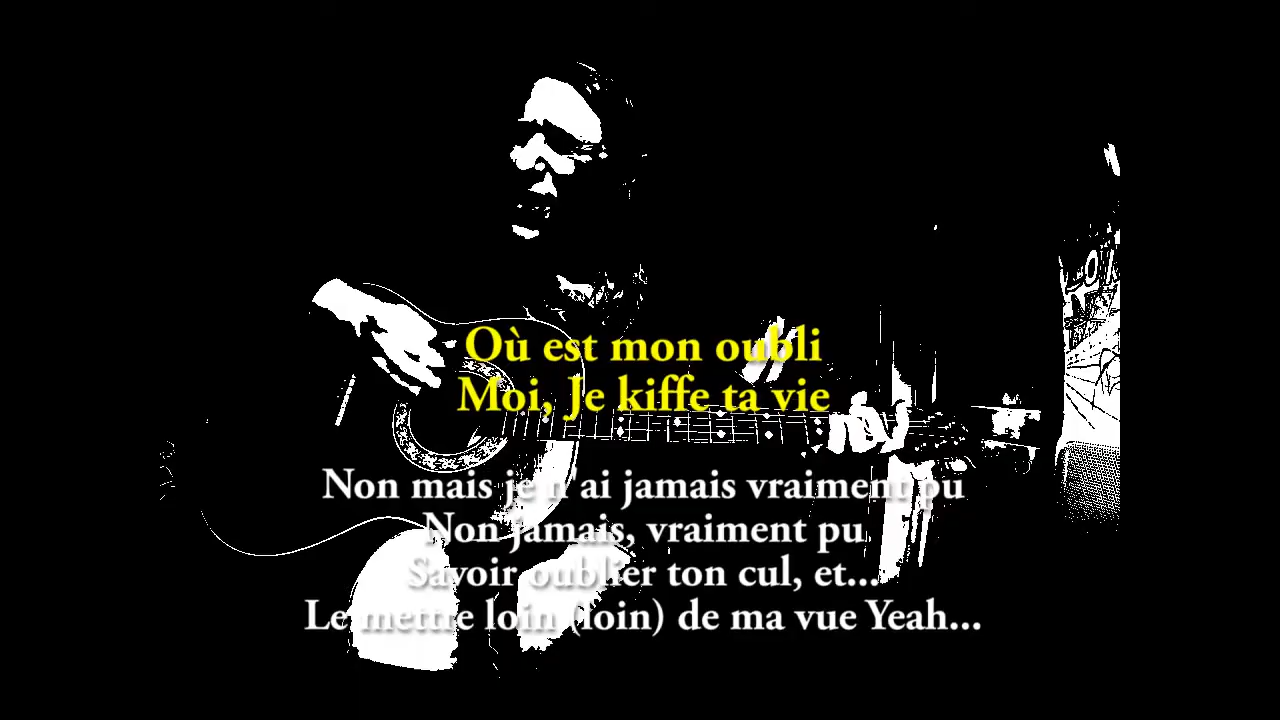 Où est mon oubli
Moi, Je kiffe ta vie
Non mais je n'ai jamais vraiment pu
Non jamais, vraiment pu
Savoir oublier ton cul, et...
Le mettre loin (loin) de ma vue Yeah...